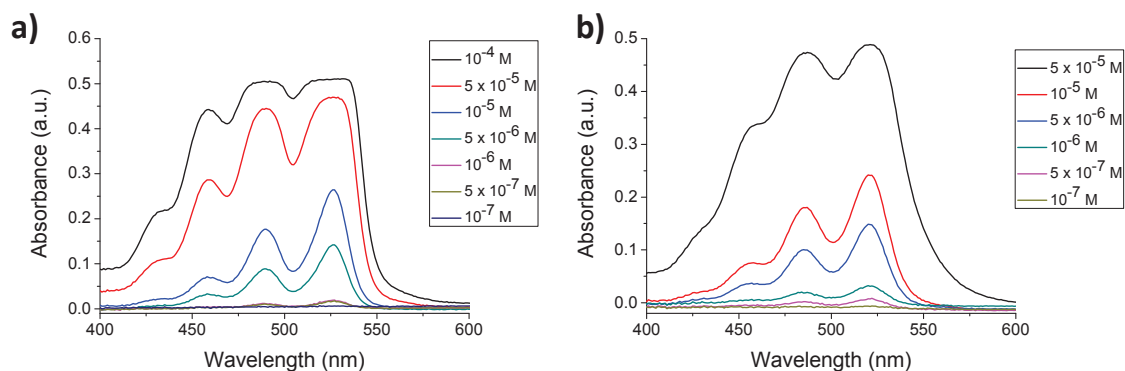 a)
Absorbance (a.u.)
0.6
0.5
0.4
0.3
0.2
0.1
0.0
400 450 500 550 600
Wavelength (nm)
10⁻⁴ M
5 x 10⁻⁵ M
10⁻⁵ M
5 x 10⁻⁶ M
10⁻⁶ M
5 x 10⁻⁷ M
10⁻⁷ M
b)
Absorbance (a.u.)
0.5
0.4
0.3
0.2
0.1
0.0
400 450 500 550 600
Wavelength (nm)
5 x 10⁻⁵ M
10⁻⁵ M
5 x 10⁻⁶ M
10⁻⁶ M
5 x 10⁻⁷ M
10⁻⁷ M